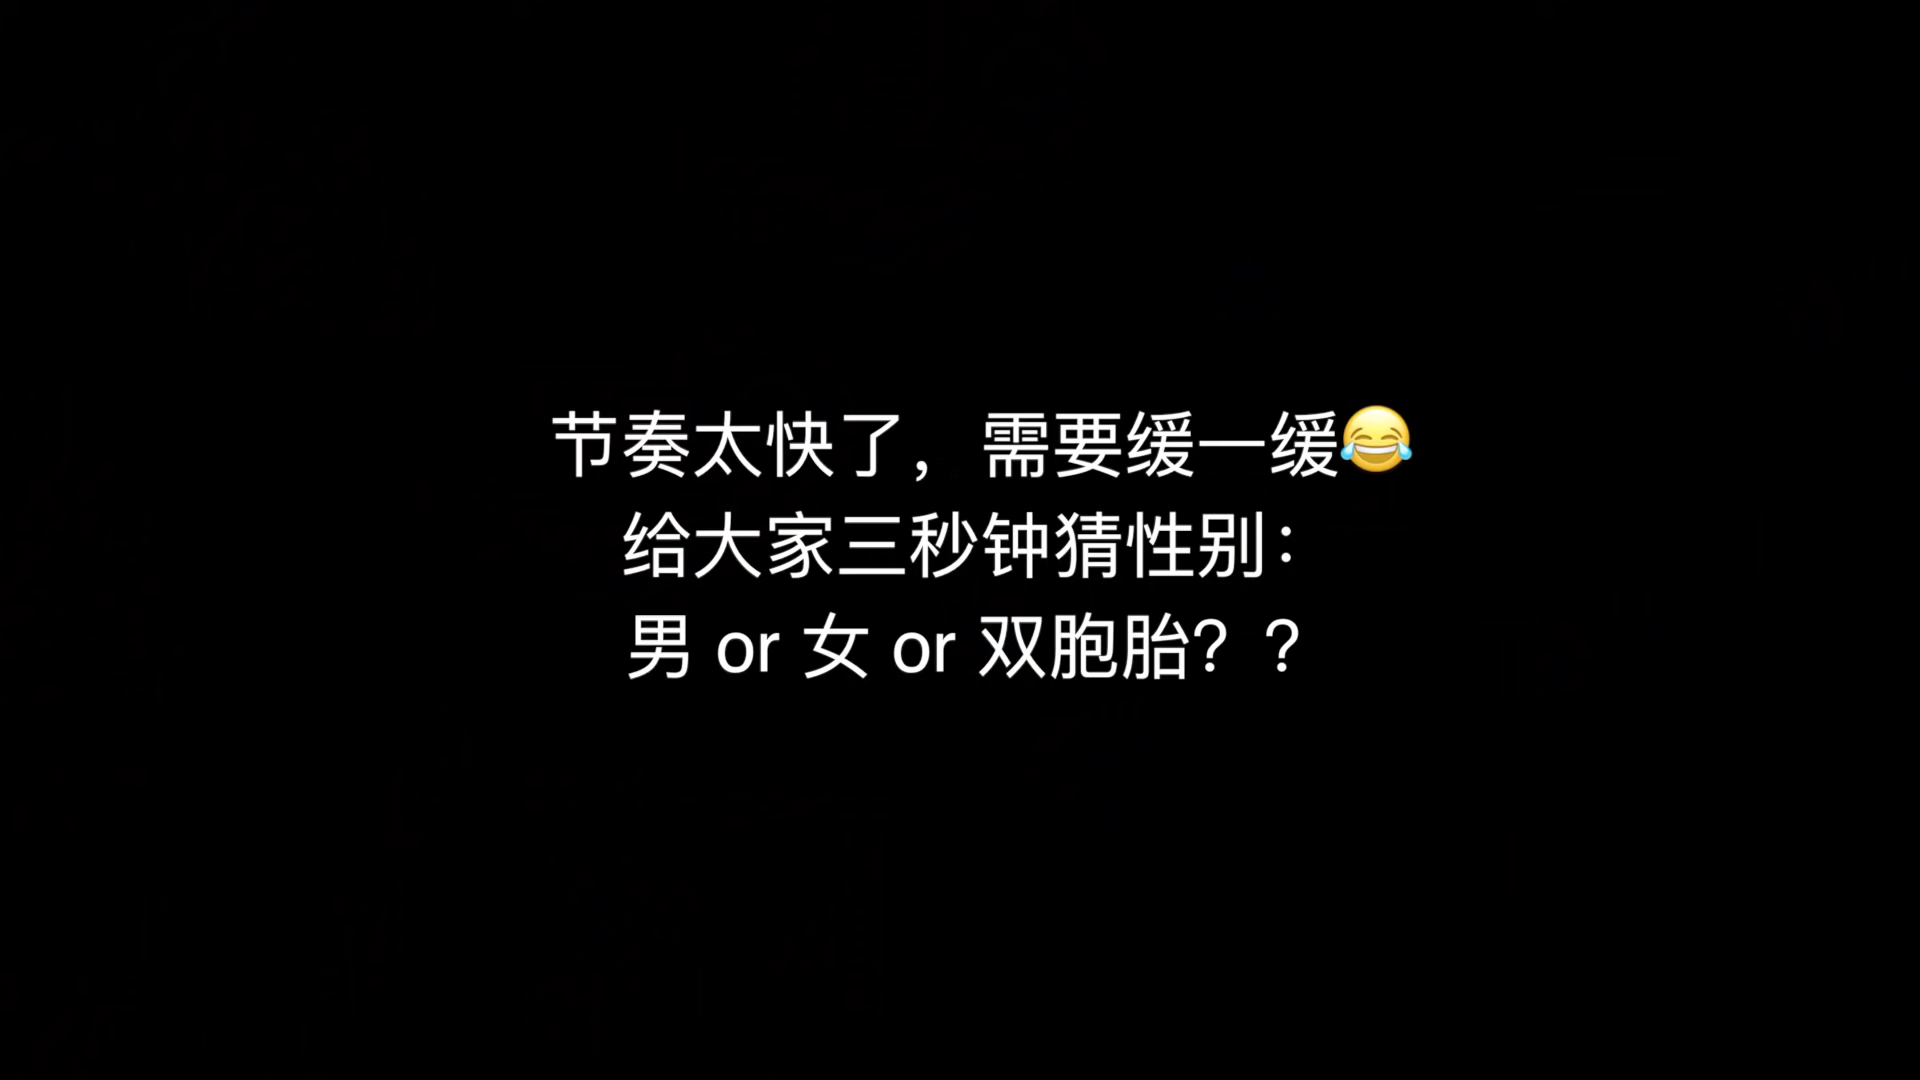 节奏太快了，需要缓一缓😂
给大家三秒钟猜性别：
男 or 女 or 双胞胎？？